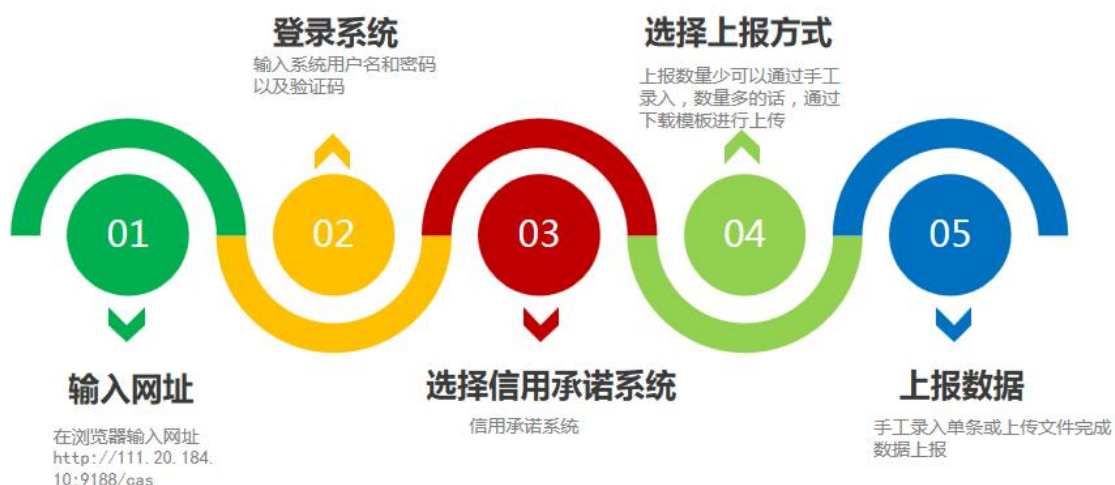 登录系统
输入系统用户名和密码
以及验证码
选择上报方式
上报数量少可以通过手工
录入，数量多的话，通过
下载模板进行上传
01
02
03
04
05
输入网址
在浏览器输入网址
http://111.20.184.
10:9188/cas
选择信用承诺系统
信用承诺系统
上报数据
手工录入单条或上传文件完成
数据上报